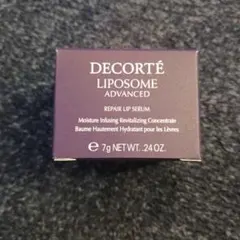 DECORTÉ
LIPOSOME
ADVANCED
REPAIR LIP SERUM
Moisture Infusing Revitalizing Concentrate
Baume Hautement Hydratant pour les Lèvres
e 7g NET WT. .24 OZ.